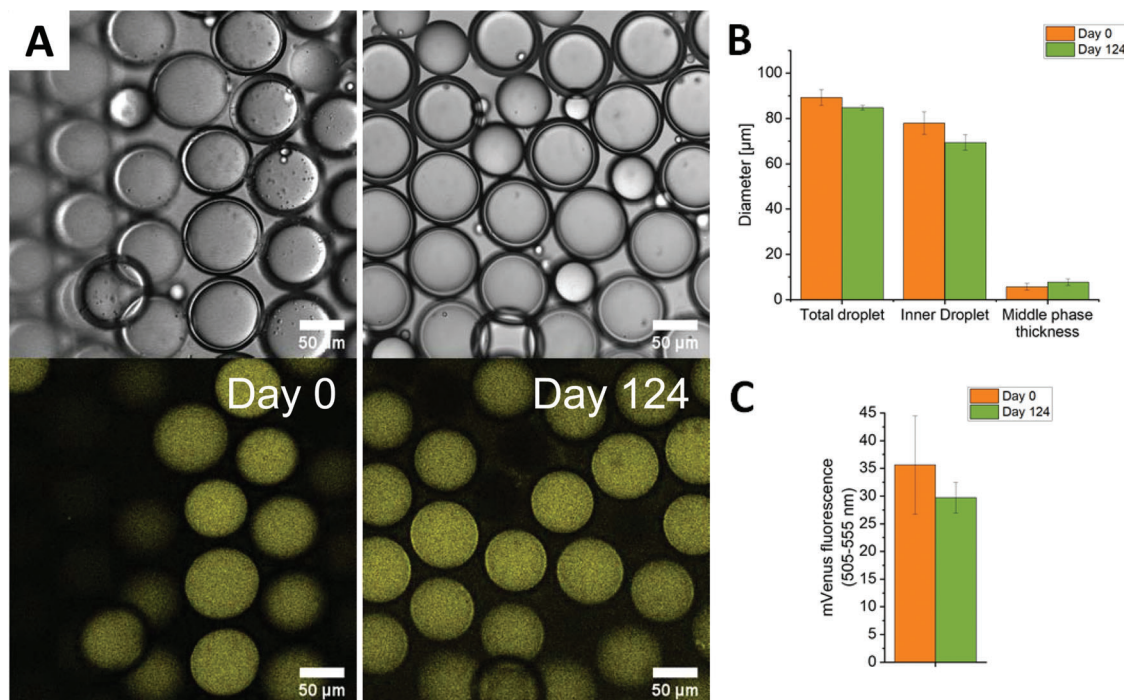 A
50 µm
50 µm
Day 0
Day 124
50 µm
50 µm
B
Day 0
Day 124
100
80
60
40
20
0
Diameter [µm]
Total droplet
Inner Droplet
Middle phase
thickness
C
Day 0
Day 124
45
40
35
30
25
20
15
10
5
0
mVenus fluorescence
(505-555 nm)